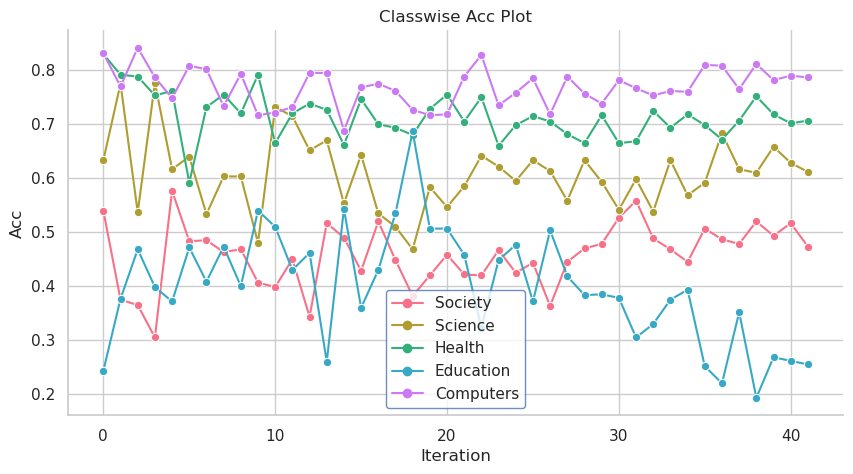 Classwise Acc Plot
Acc
0.8
0.7
0.6
0.5
0.4
0.3
0.2
Society
Science
Health
Education
Computers
0 10 20 30 40
Iteration